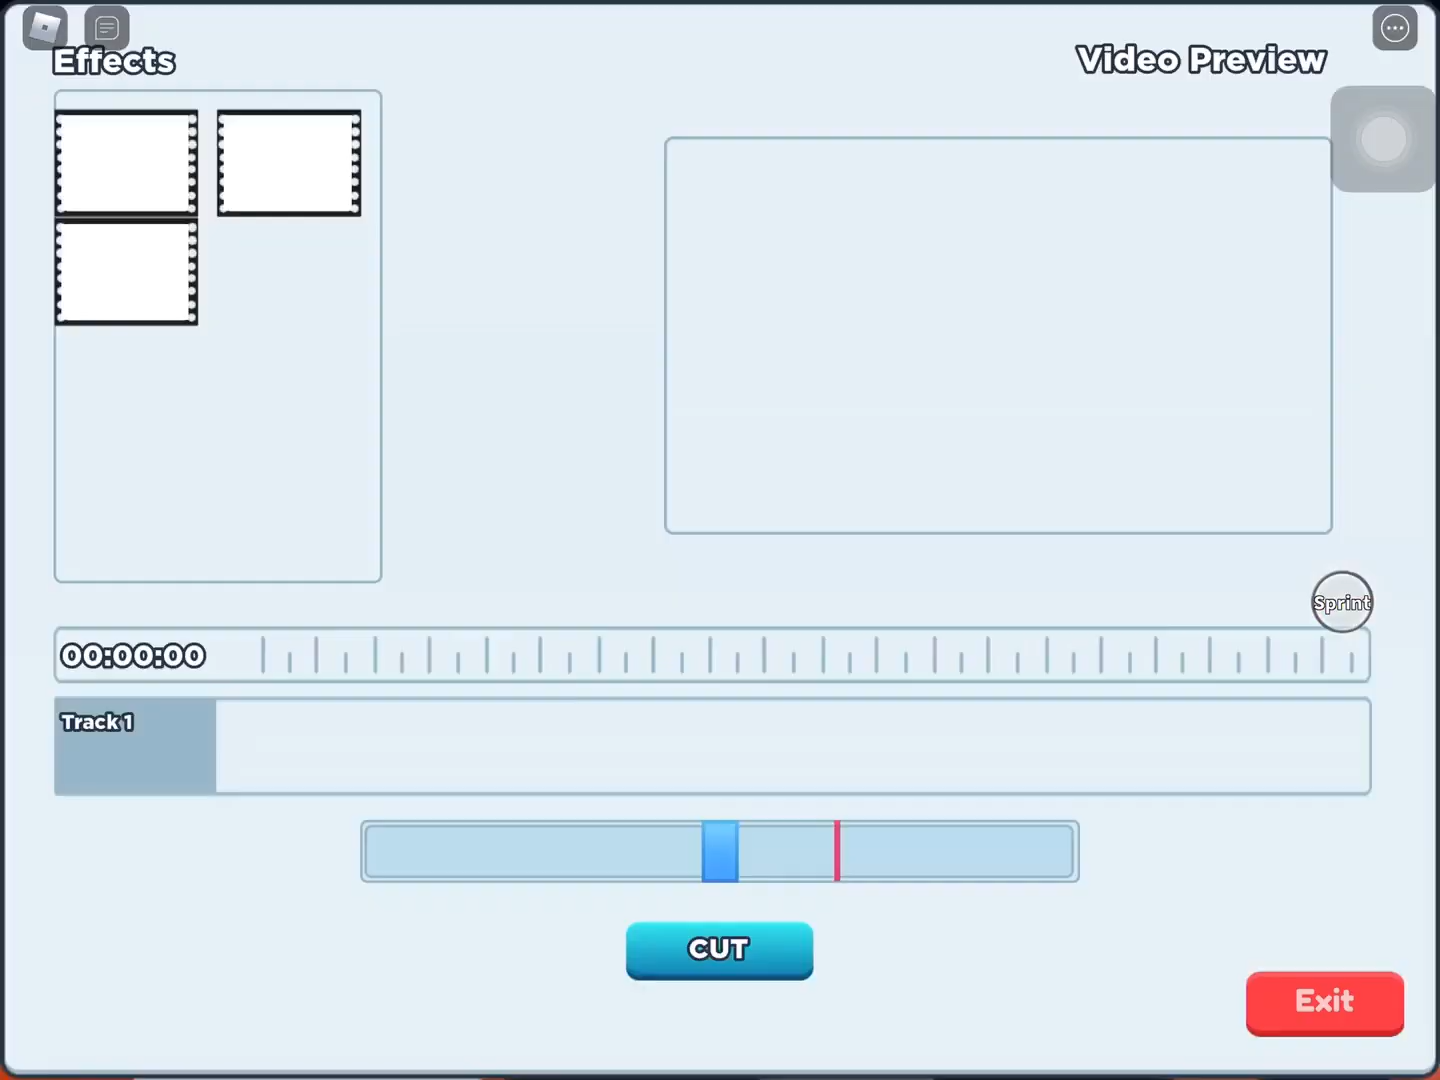 Effects
Video Preview
Sprint
00:00:00
Track 1
CUT
Exit